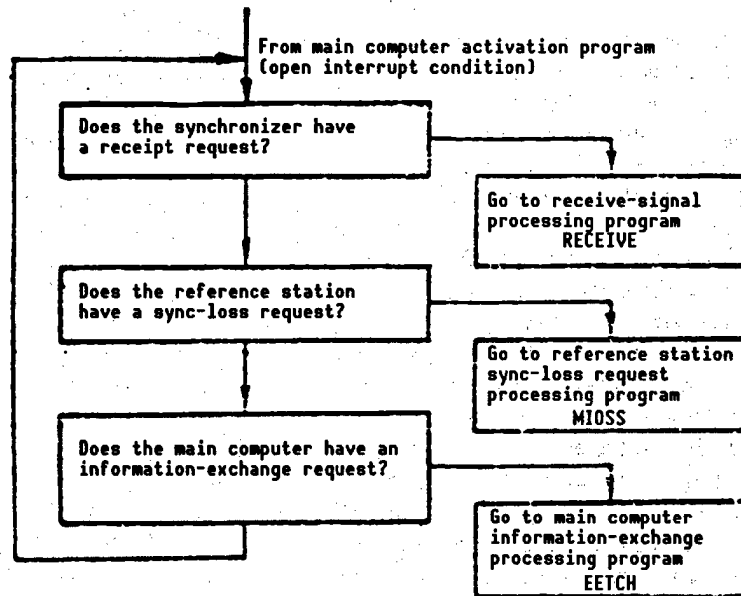 From main computer activation program
(open interrupt condition)
Does the synchronizer have
a receipt request?
Go to receive-signal
processing program
RECEIVE
Does the reference station
have a sync-loss request?
Go to reference station
sync-loss request
processing program
MIOSS
Does the main computer have an
information-exchange request?
Go to main computer
information-exchange
processing program
EETCH